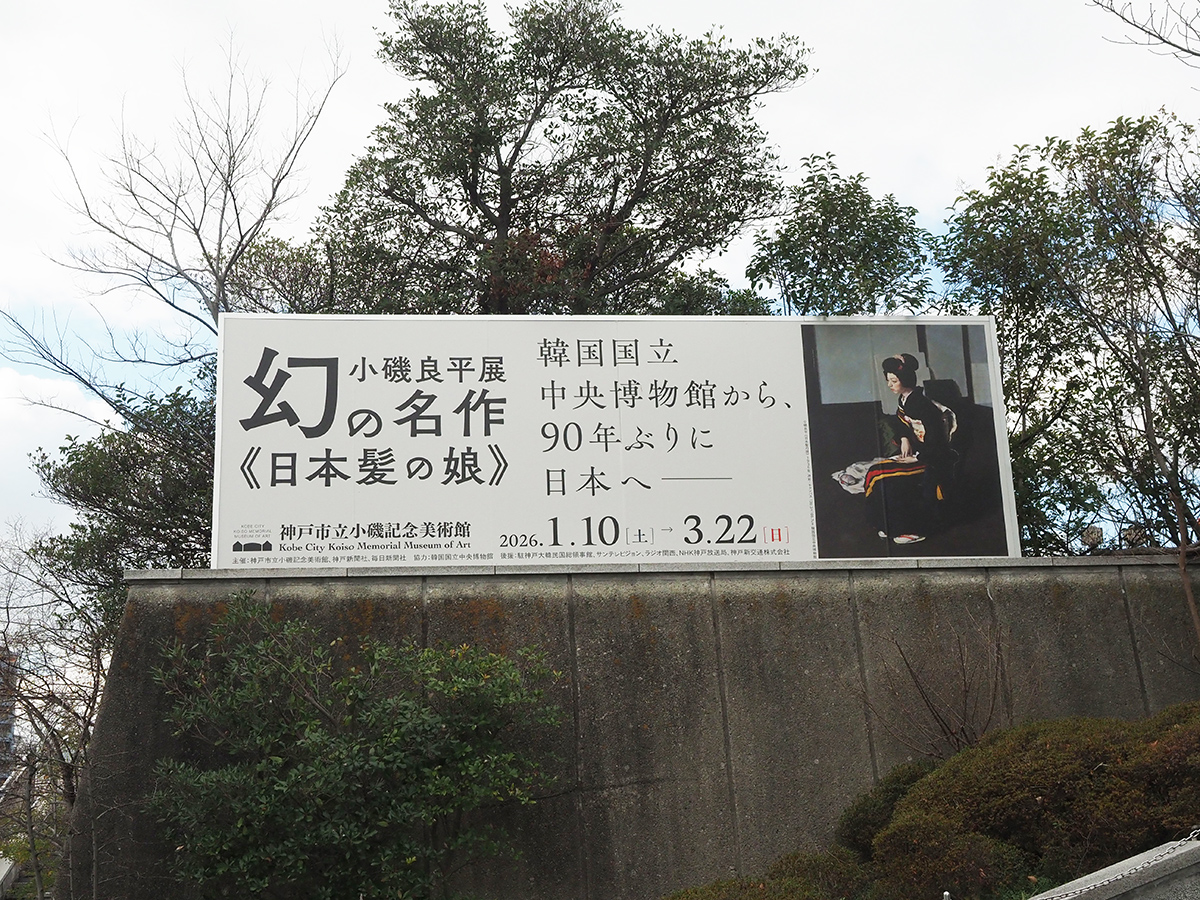 小磯良平展
幻の名作
《日本髪の娘》
韓国国立
中央博物館から、
90年ぶりに
日本へ——
KOBE CITY
KOISO MEMORIAL
MUSEUM OF ART
神戸市立小磯記念美術館
Kobe City Koiso Memorial Museum of Art
2026.1.10[土]→3.22[日]
主催:神戸市立小磯記念美術館、神戸新聞社、毎日新聞社 協力:韓国国立中央博物館 後援:駐神戸大韓民国総領事館、サンテレビジョン、ラジオ関西、NHK神戸放送局、神戸新交通株式会社